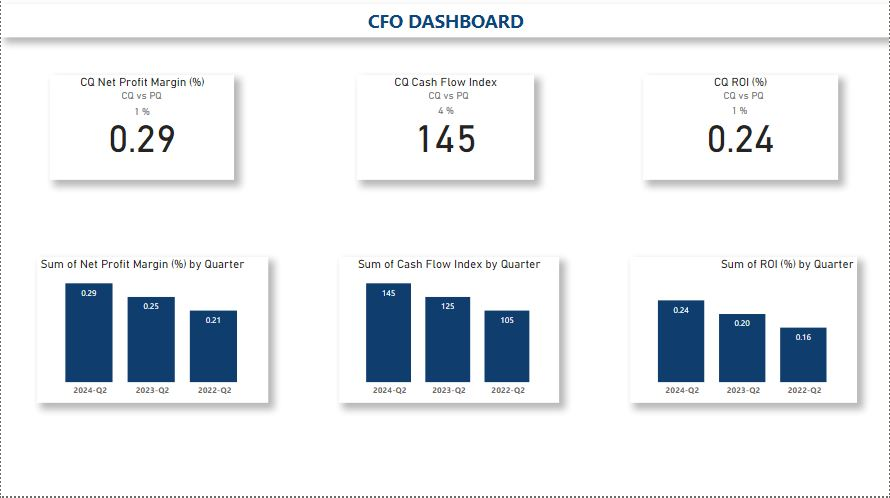 CFO DASHBOARD
CQ Net Profit Margin (%)
CQ vs PQ
1 %
0.29
CQ Cash Flow Index
CQ vs PQ
4 %
145
CQ ROI (%)
CQ vs PQ
1 %
0.24
Sum of Net Profit Margin (%) by Quarter
0.29
0.25
0.21
2024-Q2
2023-Q2
2022-Q2
Sum of Cash Flow Index by Quarter
145
125
105
2024-Q2
2023-Q2
2022-Q2
Sum of ROI (%) by Quarter
0.24
0.20
0.16
2024-Q2
2023-Q2
2022-Q2